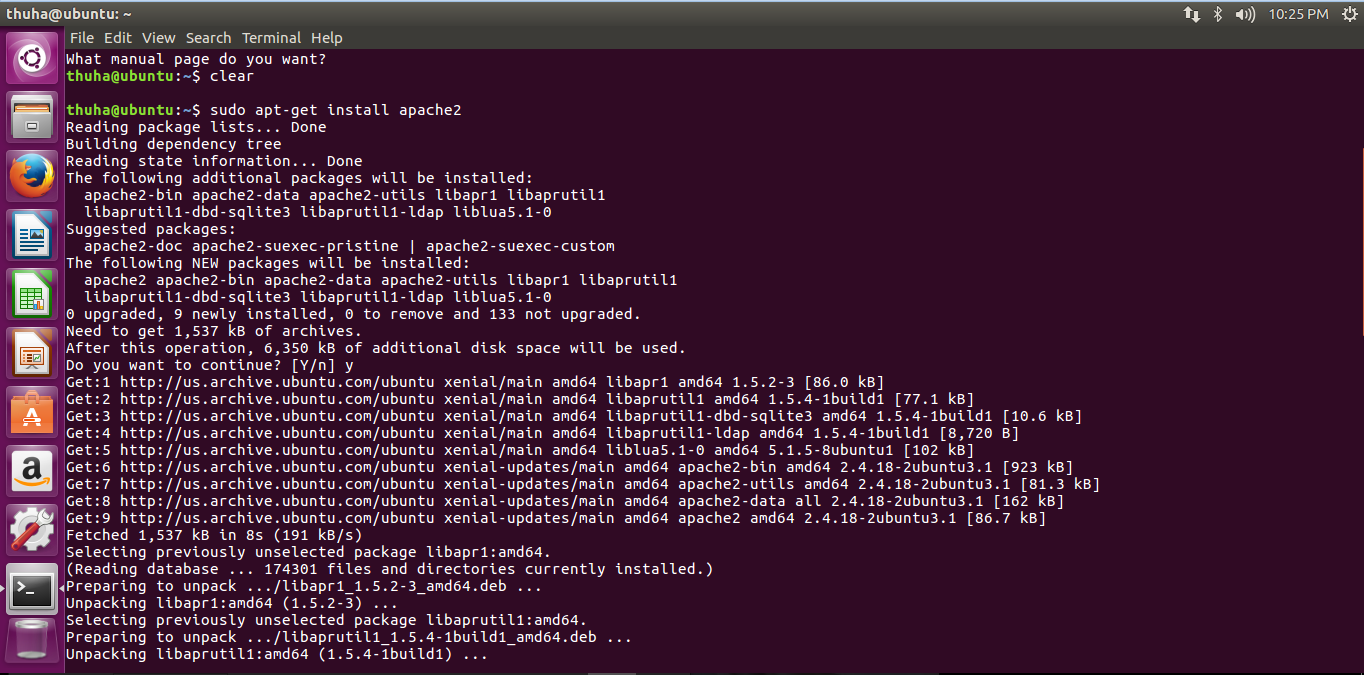 thuha@ubuntu: ~
10:25 PM
File Edit View Search Terminal Help
What manual page do you want?
thuha@ubuntu:~$ clear
thuha@ubuntu:~$ sudo apt-get install apache2
Reading package lists... Done
Building dependency tree
Reading state information... Done
The following additional packages will be installed:
  apache2-bin apache2-data apache2-utils libapr1 libaprutil1
  libaprutil1-dbd-sqlite3 libaprutil1-ldap liblua5.1-0
Suggested packages:
  apache2-doc apache2-suexec-pristine | apache2-suexec-custom
The following NEW packages will be installed:
  apache2 apache2-bin apache2-data apache2-utils libapr1 libaprutil1
  libaprutil1-dbd-sqlite3 libaprutil1-ldap liblua5.1-0
0 upgraded, 9 newly installed, 0 to remove and 133 not upgraded.
Need to get 1,537 kB of archives.
After this operation, 6,350 kB of additional disk space will be used.
Do you want to continue? [Y/n] y
Get:1 http://us.archive.ubuntu.com/ubuntu xenial/main amd64 libapr1 amd64 1.5.2-3 [86.0 kB]
Get:2 http://us.archive.ubuntu.com/ubuntu xenial/main amd64 libaprutil1 amd64 1.5.4-1build1 [77.1 kB]
Get:3 http://us.archive.ubuntu.com/ubuntu xenial/main amd64 libaprutil1-dbd-sqlite3 amd64 1.5.4-1build1 [10.6 kB]
Get:4 http://us.archive.ubuntu.com/ubuntu xenial/main amd64 libaprutil1-ldap amd64 1.5.4-1build1 [8,720 B]
Get:5 http://us.archive.ubuntu.com/ubuntu xenial/main amd64 liblua5.1-0 amd64 5.1.5-8ubuntu1 [102 kB]
Get:6 http://us.archive.ubuntu.com/ubuntu xenial-updates/main amd64 apache2-bin amd64 2.4.18-2ubuntu3.1 [923 kB]
Get:7 http://us.archive.ubuntu.com/ubuntu xenial-updates/main amd64 apache2-utils amd64 2.4.18-2ubuntu3.1 [81.3 kB]
Get:8 http://us.archive.ubuntu.com/ubuntu xenial-updates/main amd64 apache2-data all 2.4.18-2ubuntu3.1 [162 kB]
Get:9 http://us.archive.ubuntu.com/ubuntu xenial-updates/main amd64 apache2 amd64 2.4.18-2ubuntu3.1 [86.7 kB]
Fetched 1,537 kB in 8s (191 kB/s)
Selecting previously unselected package libapr1:amd64.
(Reading database ... 174301 files and directories currently installed.)
Preparing to unpack .../libapr1_1.5.2-3_amd64.deb ...
Unpacking libapr1:amd64 (1.5.2-3) ...
Selecting previously unselected package libaprutil1:amd64.
Preparing to unpack .../libaprutil1_1.5.4-1build1_amd64.deb ...
Unpacking libaprutil1:amd64 (1.5.4-1build1) ...